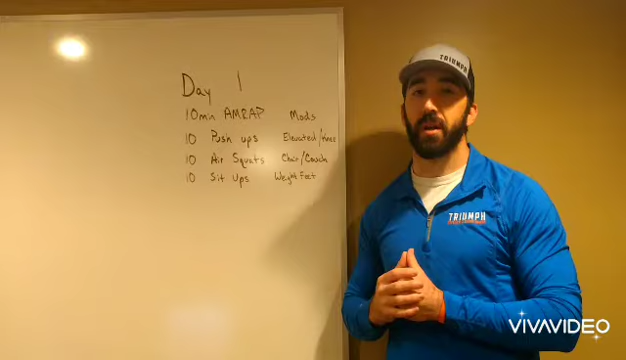 Day 1
10min AMRAP Mods
10 Push ups Elevated/Knee
10 Air Squats Chair/Couch
10 Sit Ups Weight Feet
TRIUMPH
TRIUMPH
VIVAVIDEO